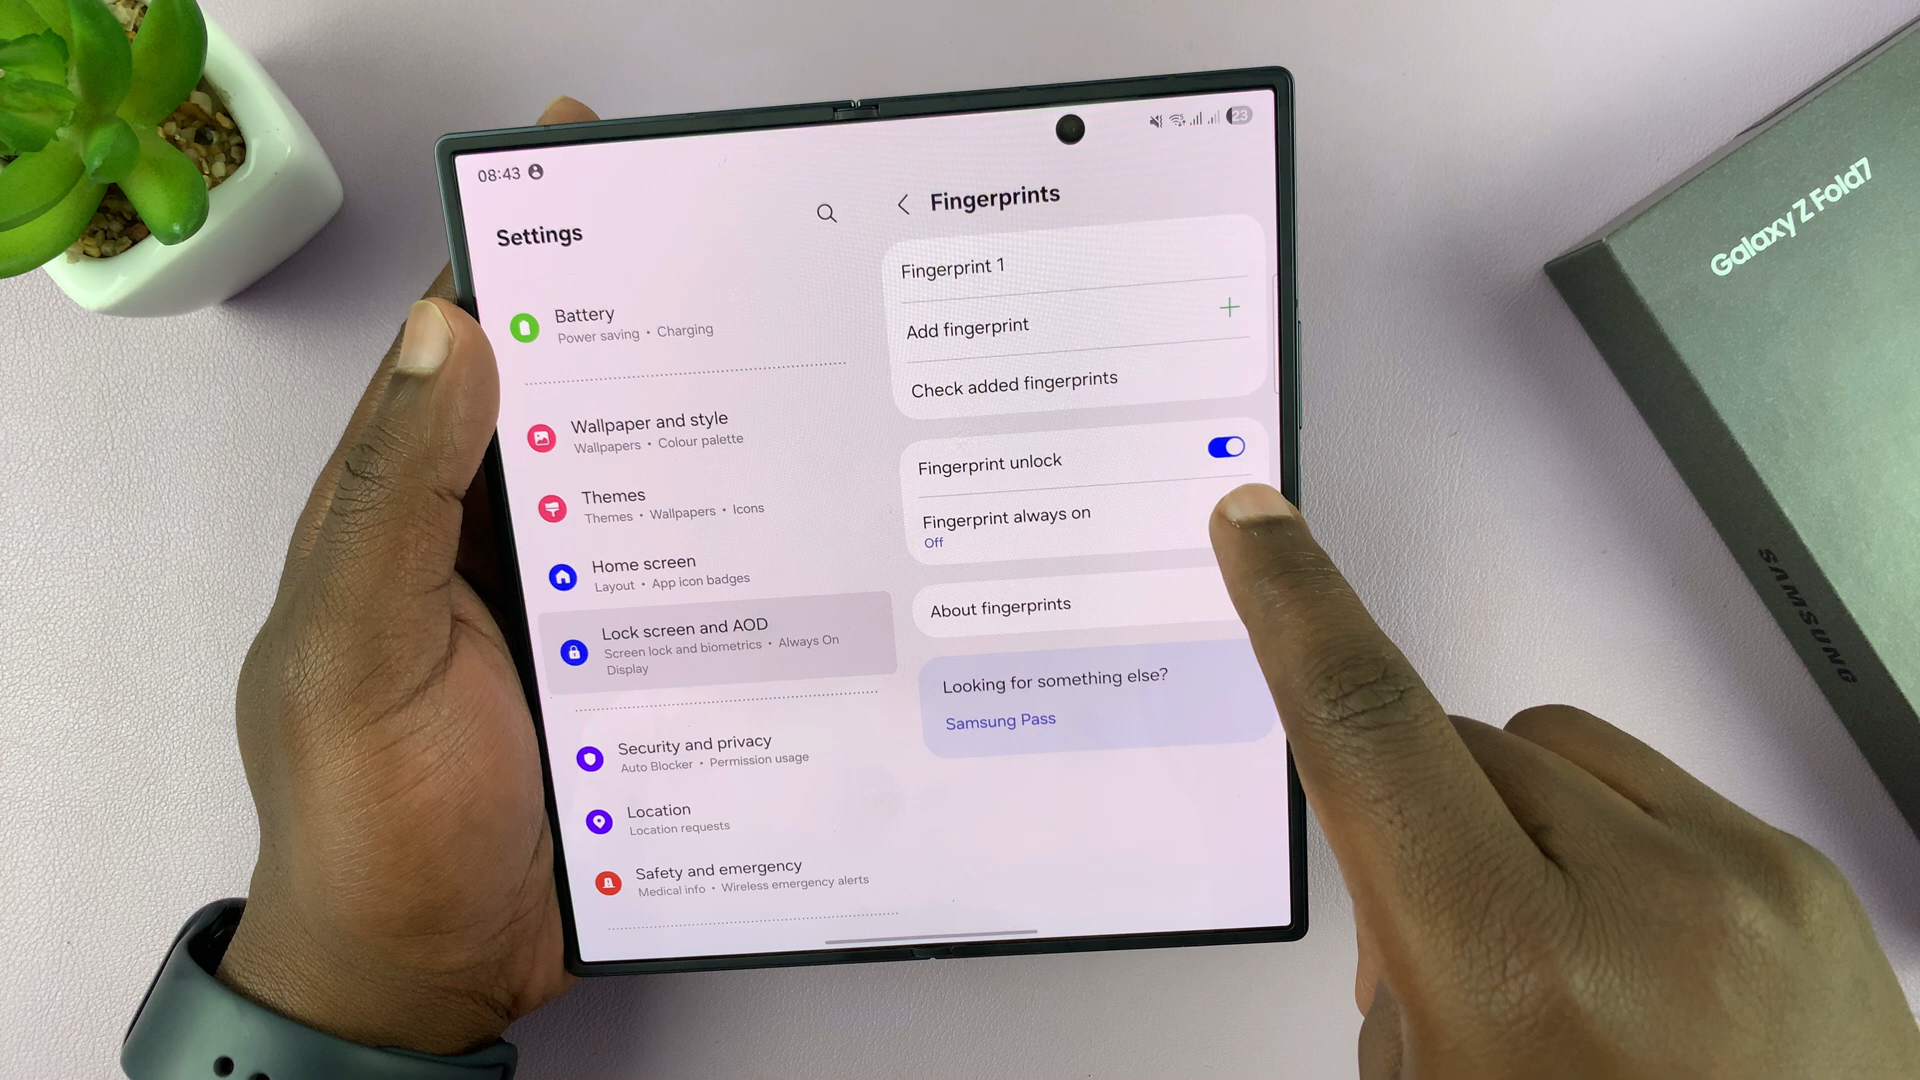 08:43
23
Settings
Battery
Power saving • Charging
Wallpaper and style
Wallpapers • Colour palette
Themes
Themes • Wallpapers • Icons
Home screen
Layout • App icon badges
Lock screen and AOD
Screen lock and biometrics • Always On
Display
Security and privacy
Auto Blocker • Permission usage
Location
Location requests
Safety and emergency
Medical info • Wireless emergency alerts
Fingerprints
Fingerprint 1
Add fingerprint
Check added fingerprints
Fingerprint unlock
Fingerprint always on
Off
About fingerprints
Looking for something else?
Samsung Pass
Galaxy Z Fold7
SAMSUNG